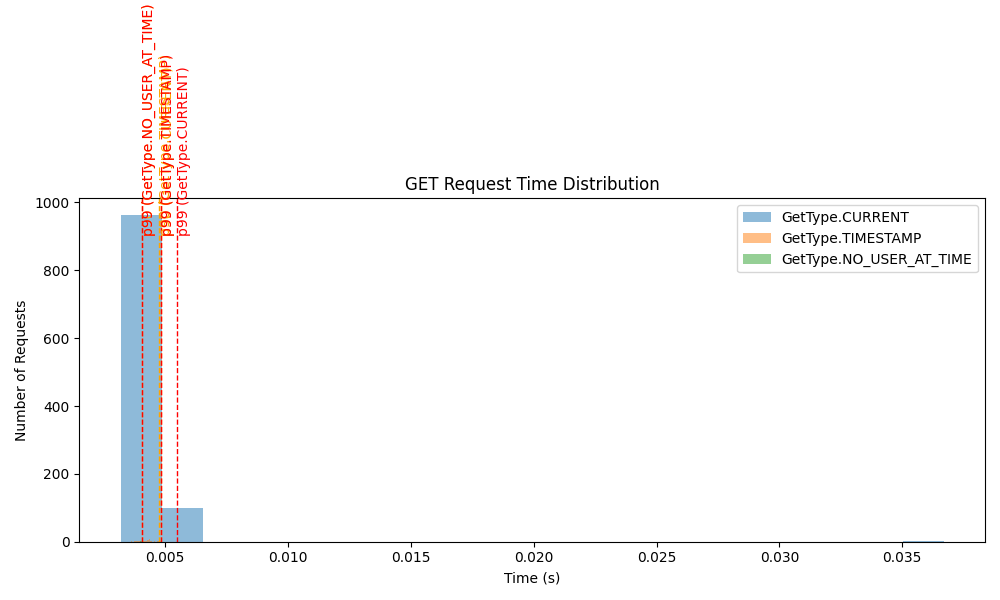 p99 (GetType.NO_USER_AT_TIME)
p99 (GetType.TIMESTAMP)
p99 (GetType.CURRENT)
GET Request Time Distribution
GetType.CURRENT
GetType.TIMESTAMP
GetType.NO_USER_AT_TIME
Number of Requests
1000
800
600
400
200
0
0.005
0.010
0.015
0.020
0.025
0.030
0.035
Time (s)